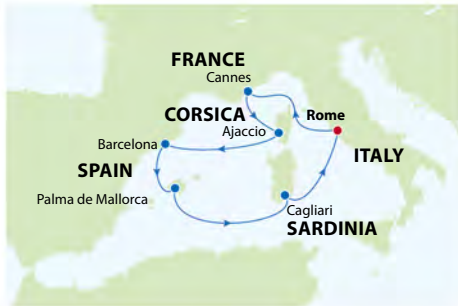 FRANCE
Cannes
CORSICA
Rome
Ajaccio
Barcelona
ITALY
SPAIN
Palma de Mallorca
Cagliari
SARDINIA